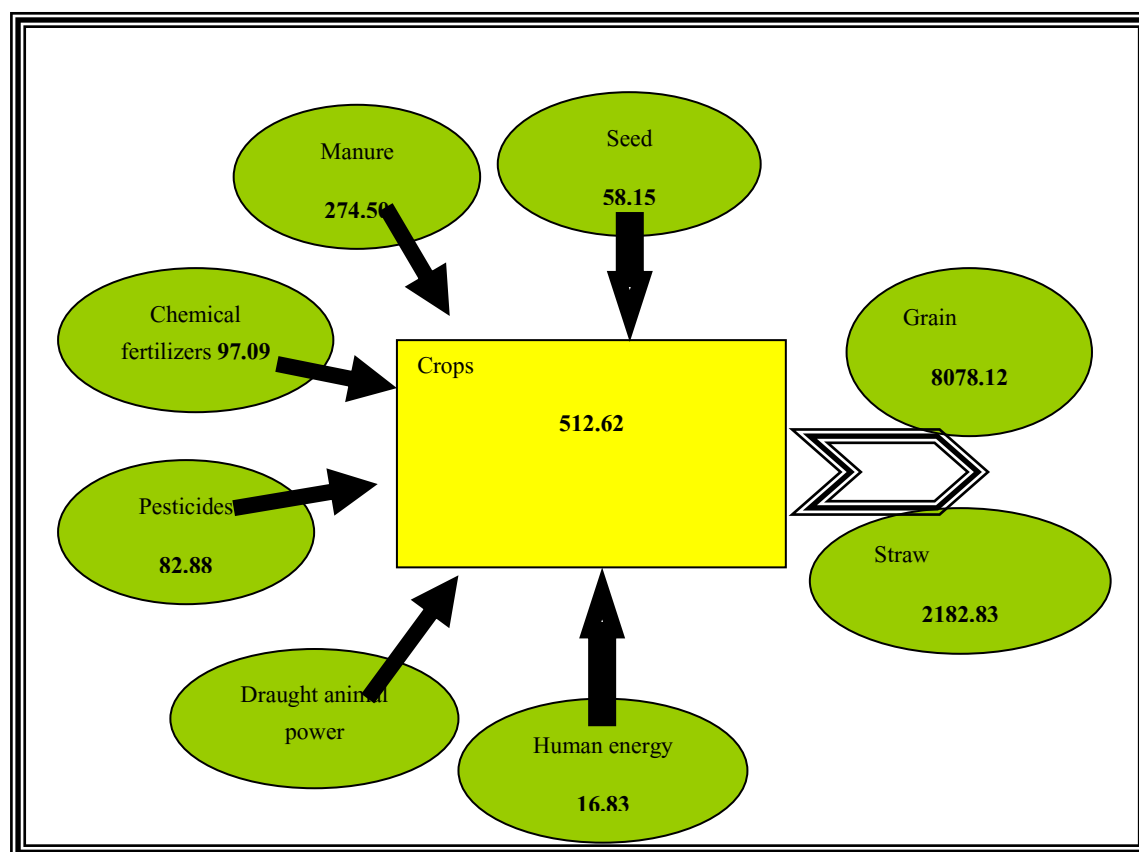 Manure
274.50
Seed
58.15
Chemical
fertilizers 97.09
Grain
8078.12
Crops
512.62
Pesticides
82.88
Straw
2182.83
Draught animal
power
Human energy
16.83